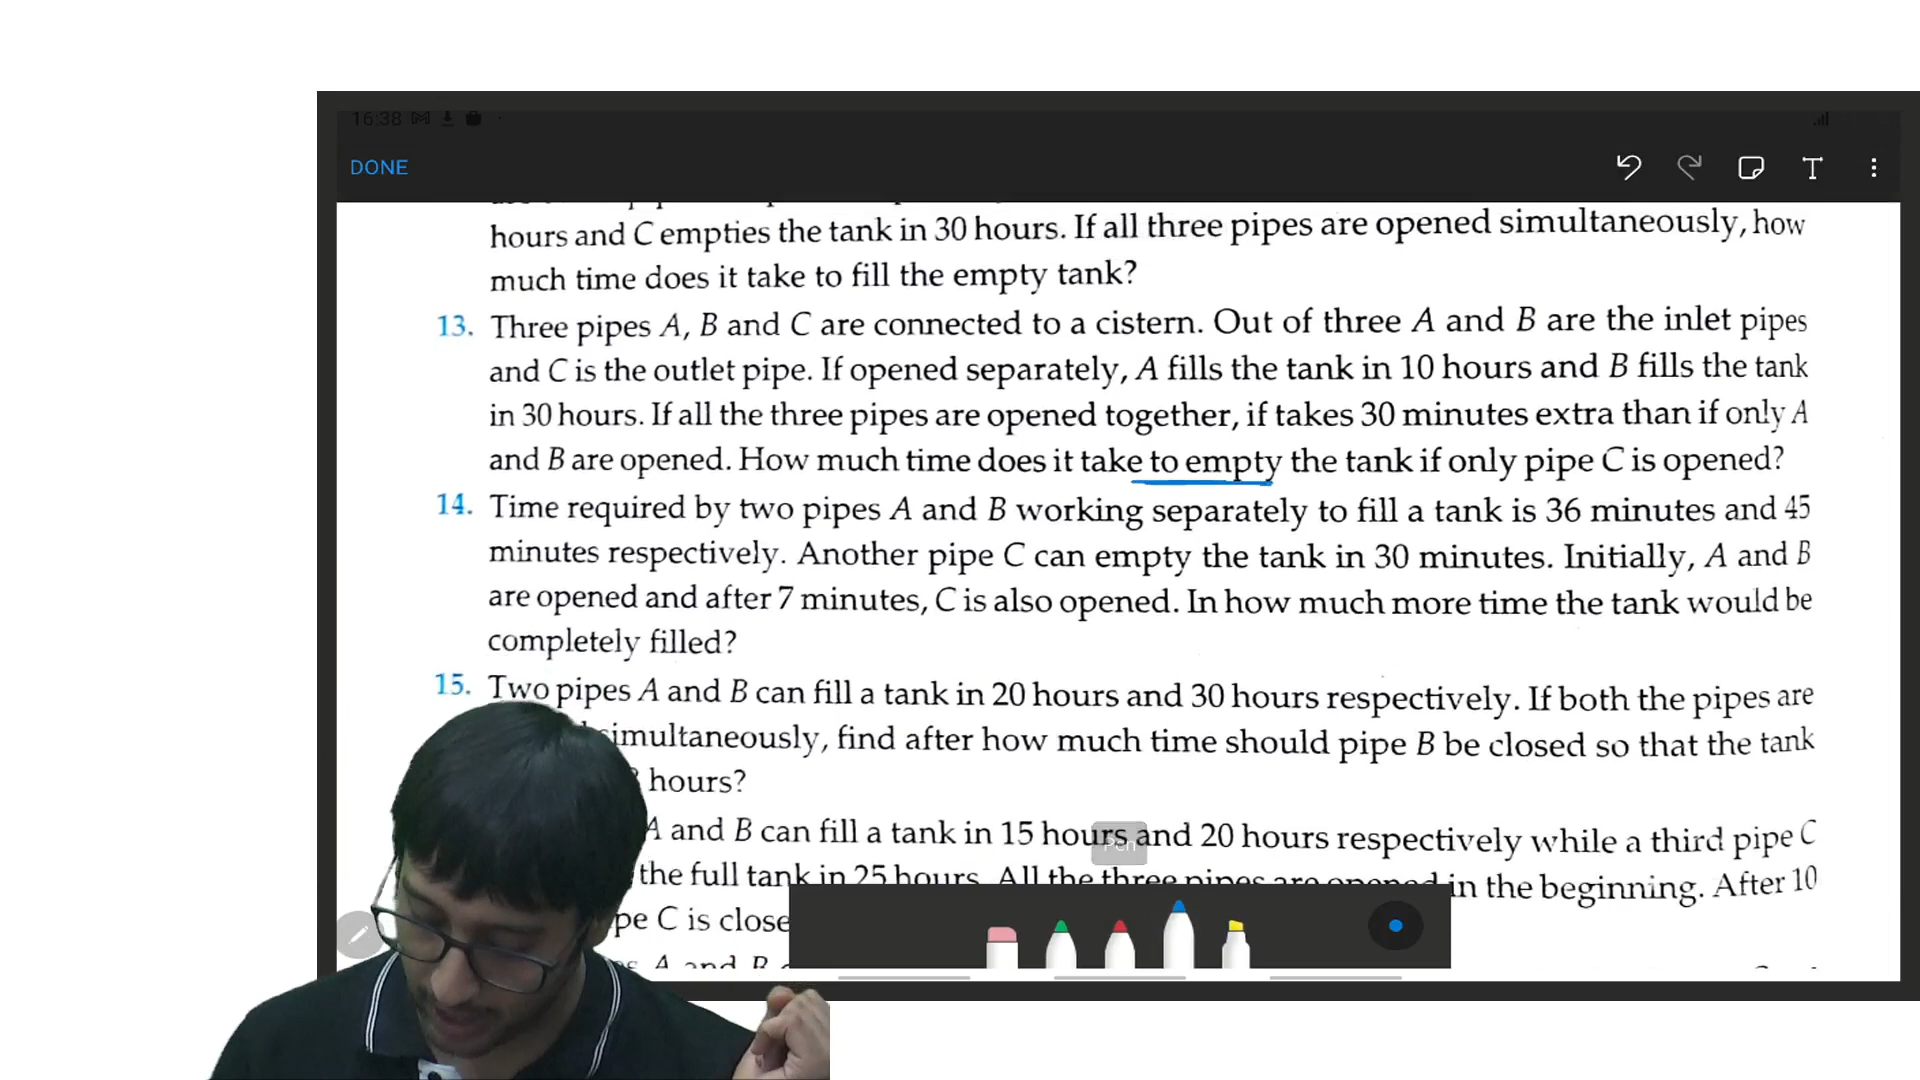 16:38
DONE
hours and C empties the tank in 30 hours. If all three pipes are opened simultaneously, how
much time does it take to fill the empty tank?
13. Three pipes A, B and C are connected to a cistern. Out of three A and B are the inlet pipes
and C is the outlet pipe. If opened separately, A fills the tank in 10 hours and B fills the tank
in 30 hours. If all the three pipes are opened together, if takes 30 minutes extra than if only A
and B are opened. How much time does it take to empty the tank if only pipe C is opened?
14. Time required by two pipes A and B working separately to fill a tank is 36 minutes and 45
minutes respectively. Another pipe C can empty the tank in 30 minutes. Initially, A and B
are opened and after 7 minutes, C is also opened. In how much more time the tank would be
completely filled?
15. Two pipes A and B can fill a tank in 20 hours and 30 hours respectively. If both the pipes are
simultaneously, find after how much time should pipe B be closed so that the tank
hours?
A and B can fill a tank in 15 hours and 20 hours respectively while a third pipe C
the full tank in 25 hours. All the three pipes are opened in the beginning. After 10
C is close
A and B
Pen